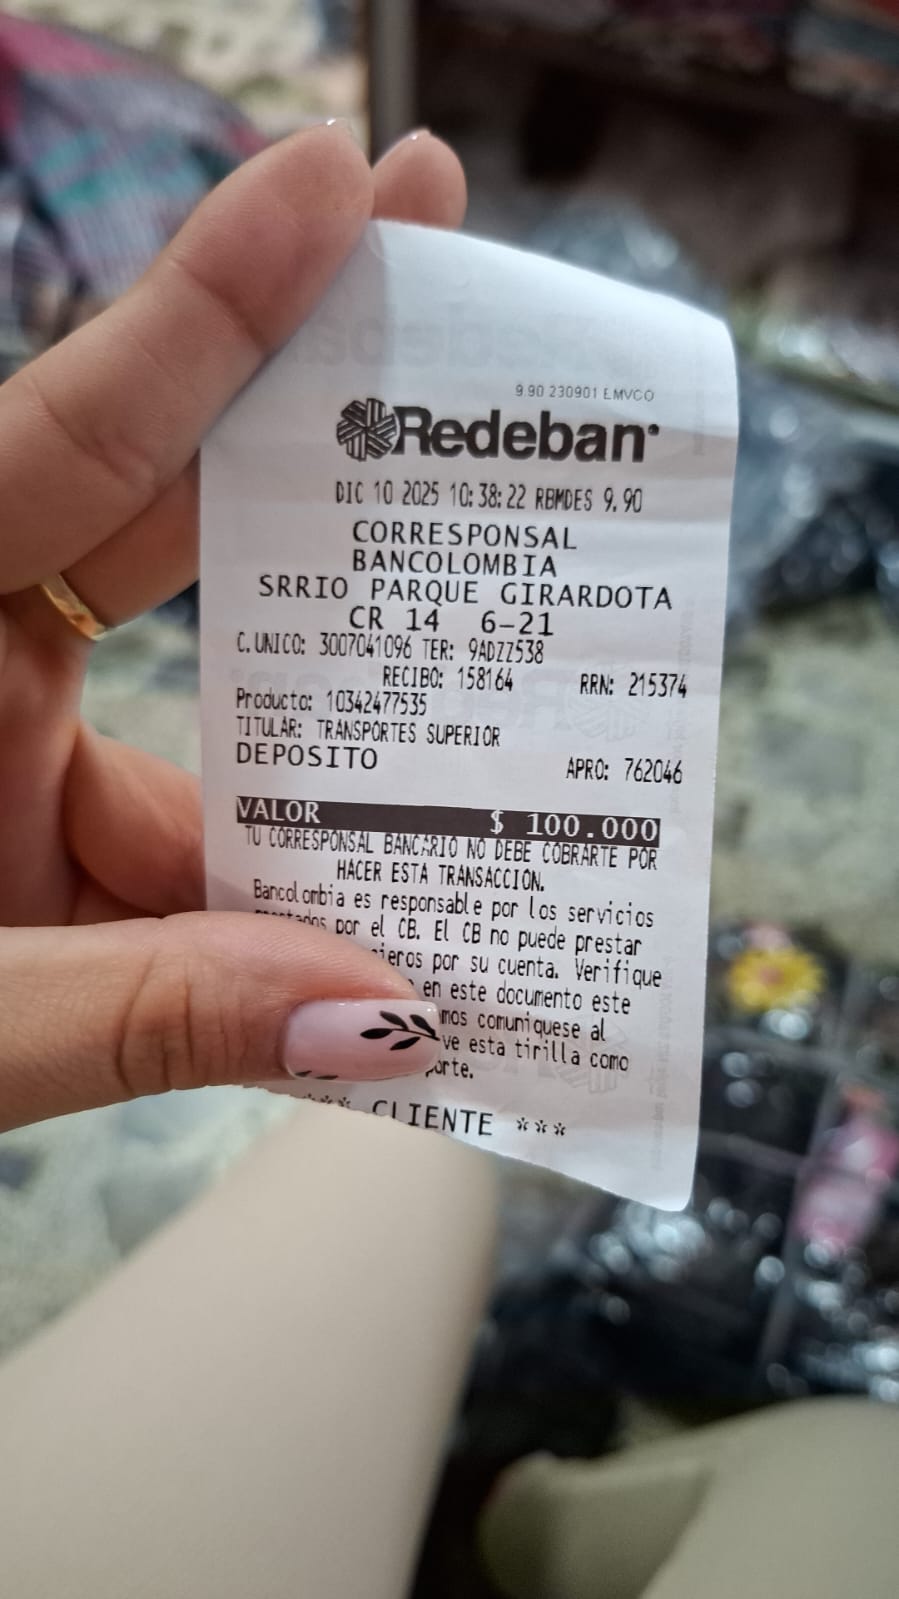 9.90 230901 EMVCO
Redeban
DIC 10 2025 10:38:22 RBMDES 9.90
CORRESPONSAL
BANCOLOMBIA
SRRIO PARQUE GIRARDOTA
CR 14 6-21
C.UNICO: 3007041096 TER: 9ADZZ538
RECIBO: 158164 RRN: 215374
Producto: 10342477535
TITULAR: TRANSPORTES SUPERIOR
DEPOSITO APRO: 762046
VALOR $ 100.000
TU CORRESPONSAL BANCARIO NO DEBE COBRARTE POR
HACER ESTA TRANSACCION.
Bancolombia es responsable por los servicios
por el CB. El CB no puede prestar
por su cuenta. Verifique
en este documento este
comuniquese al
esta tirilla como
CLIENTE ***